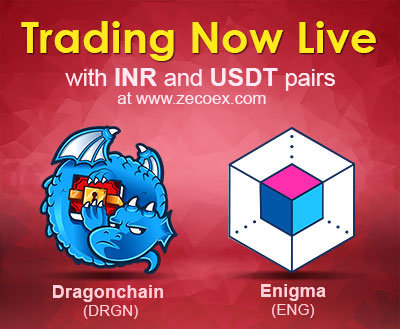 Trading Now Live
with INR and USDT pairs
at www.zecoex.com
Dragonchain
(DRGN)
Enigma
(ENG)